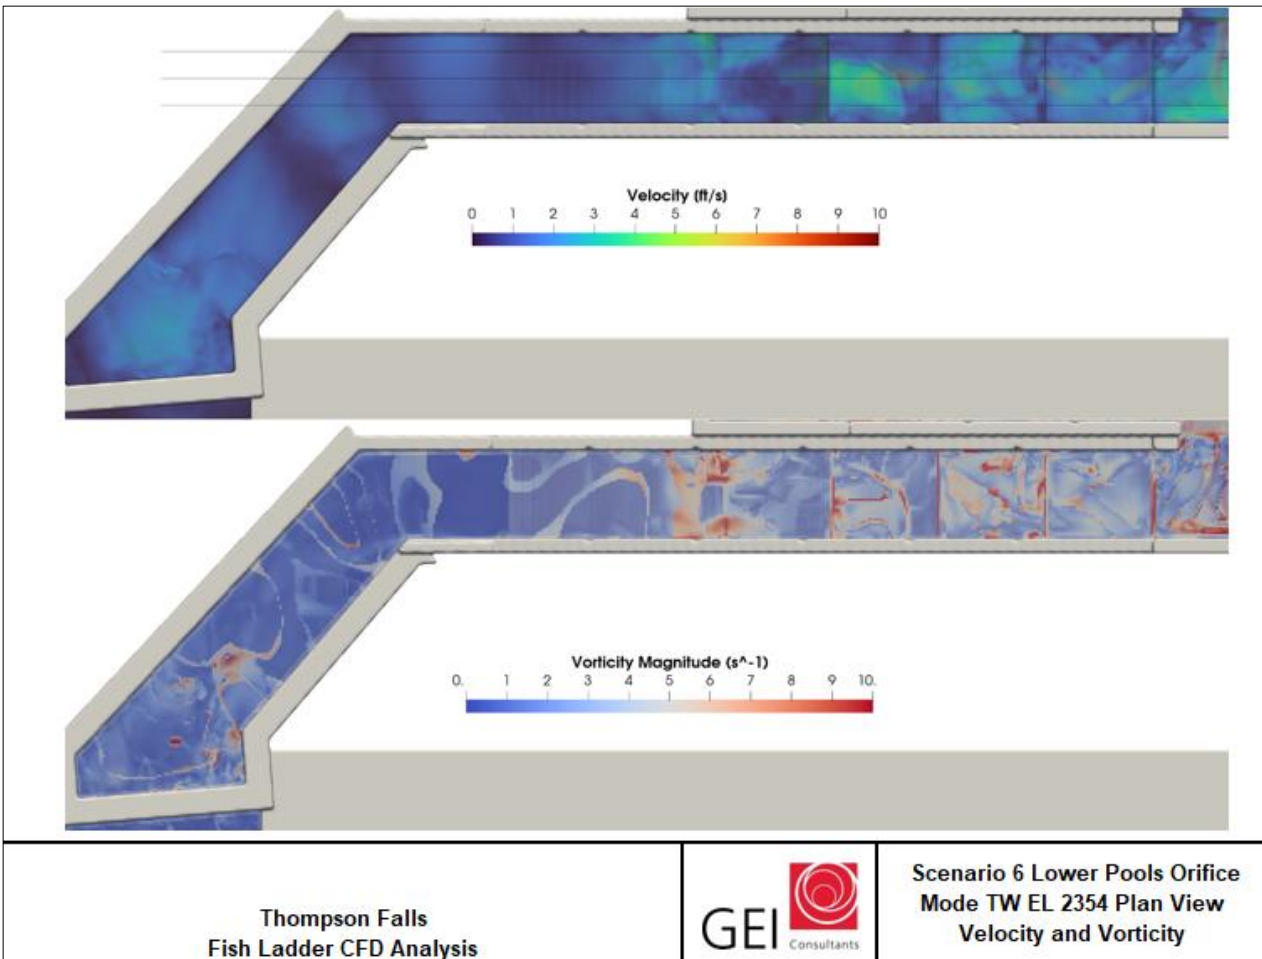 Velocity (ft/s)
0 1 2 3 4 5 6 7 8 9 10
Vorticity Magnitude (s^-1)
0. 1 2 3 4 5 6 7 8 9 10.
Thompson Falls
Fish Ladder CFD Analysis
GEI Consultants
Scenario 6 Lower Pools Orifice
Mode TW EL 2354 Plan View
Velocity and Vorticity